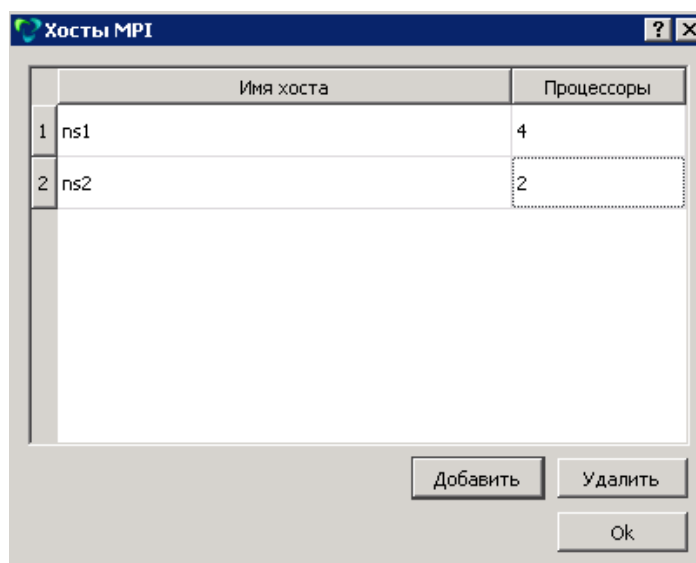 Хосты MPI
Имя хоста Процессоры
1 ns1 4
2 ns2 2
Добавить Удалить
Ok